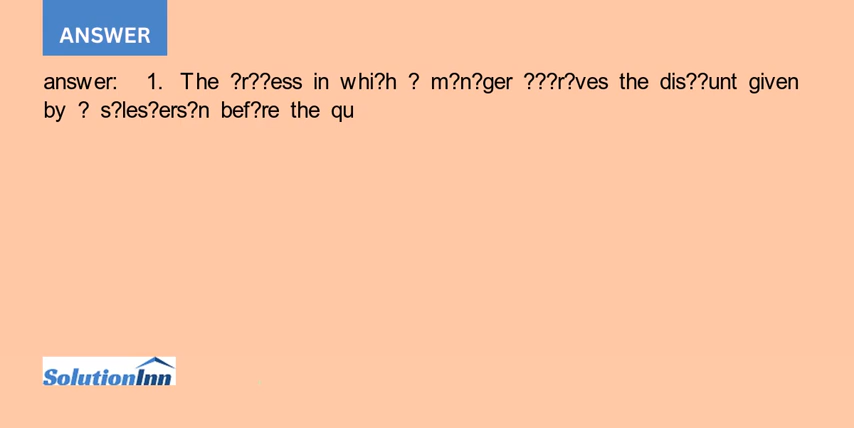 ANSWER
answer: 1. The ?r??ess in whi?h ? m?n?ger ???r?ves the dis??unt given
by ? s?les?ers?n bef?re the qu
SolutionInn